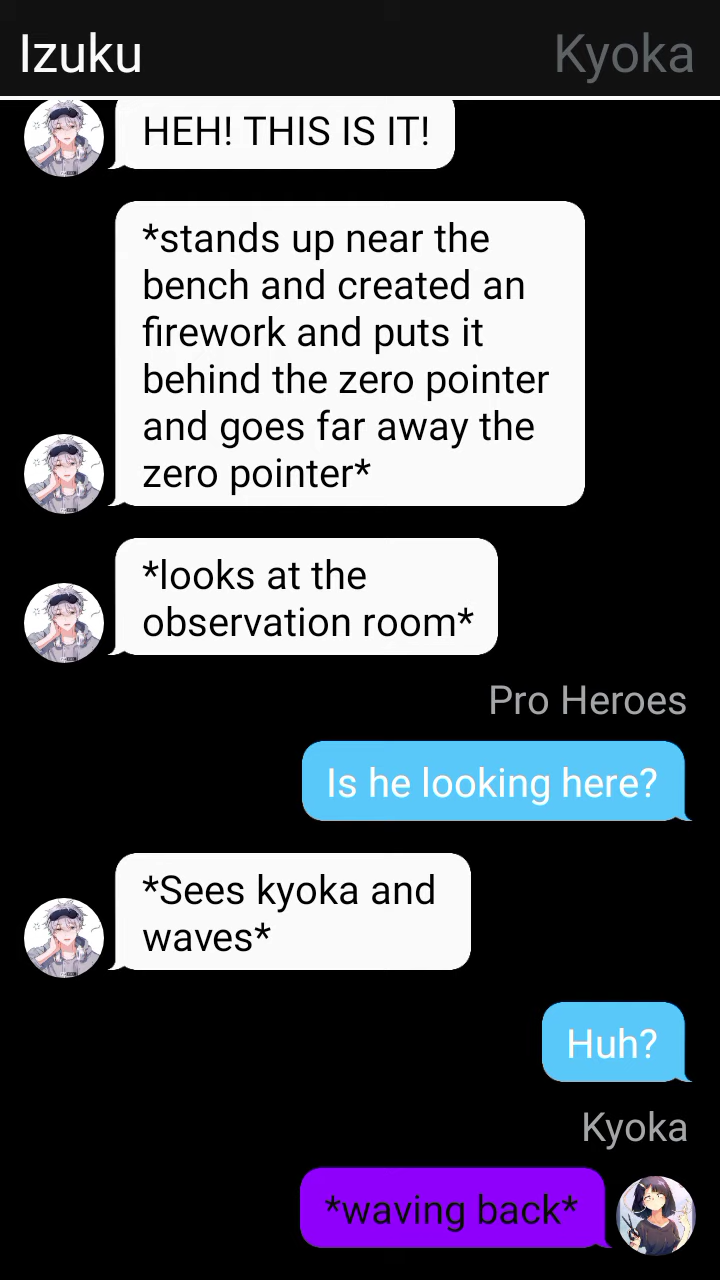 Izuku Kyoka
HEH! THIS IS IT!
*stands up near the
bench and created an
firework and puts it
behind the zero pointer
and goes far away the
zero pointer*
*looks at the
observation room*
Pro Heroes
Is he looking here?
*Sees kyoka and
waves*
Huh?
Kyoka
*waving back*